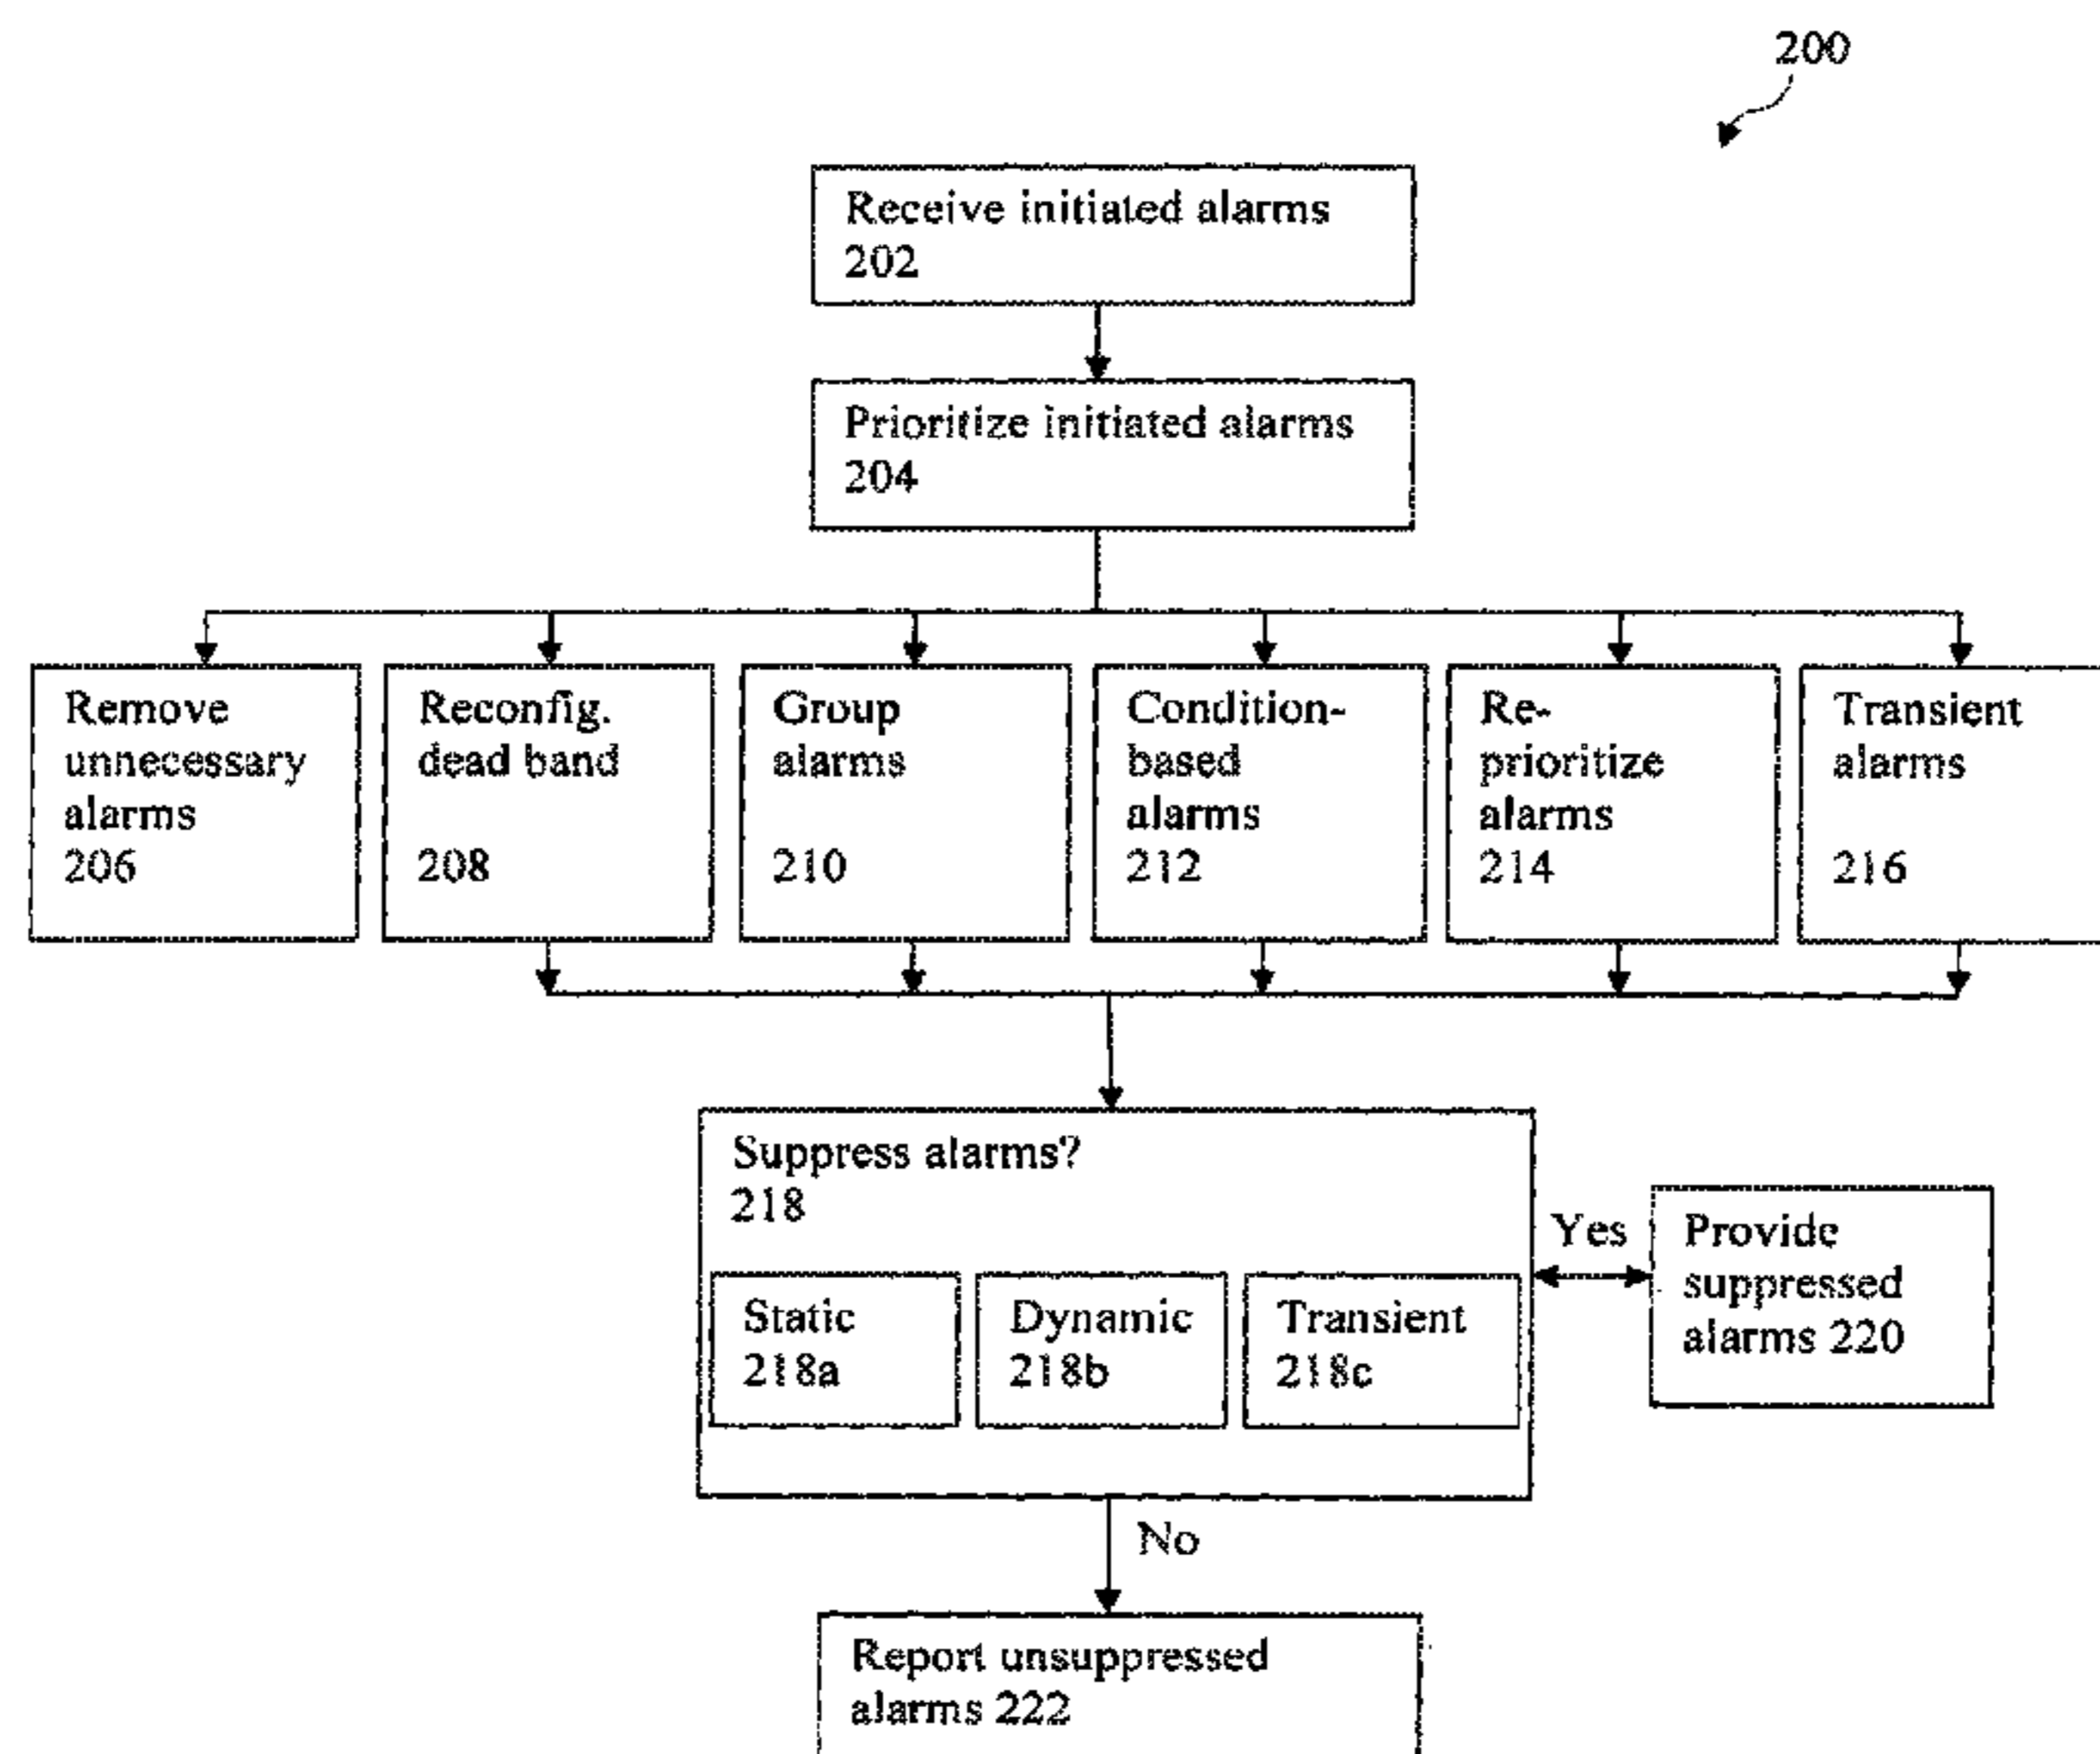 200
Receive initiated alarms
202
Prioritize initiated alarms
204
Remove
unnecessary
alarms
206
Reconfig.
dead band
208
Group
alarms
210
Condition-
based
alarms
212
Re-
prioritize
alarms
214
Transient
alarms
216
Suppress alarms?
218
Static
218a
Dynamic
218b
Transient
218c
Yes
Provide
suppressed
alarms 220
No
Report unsuppressed
alarms 222